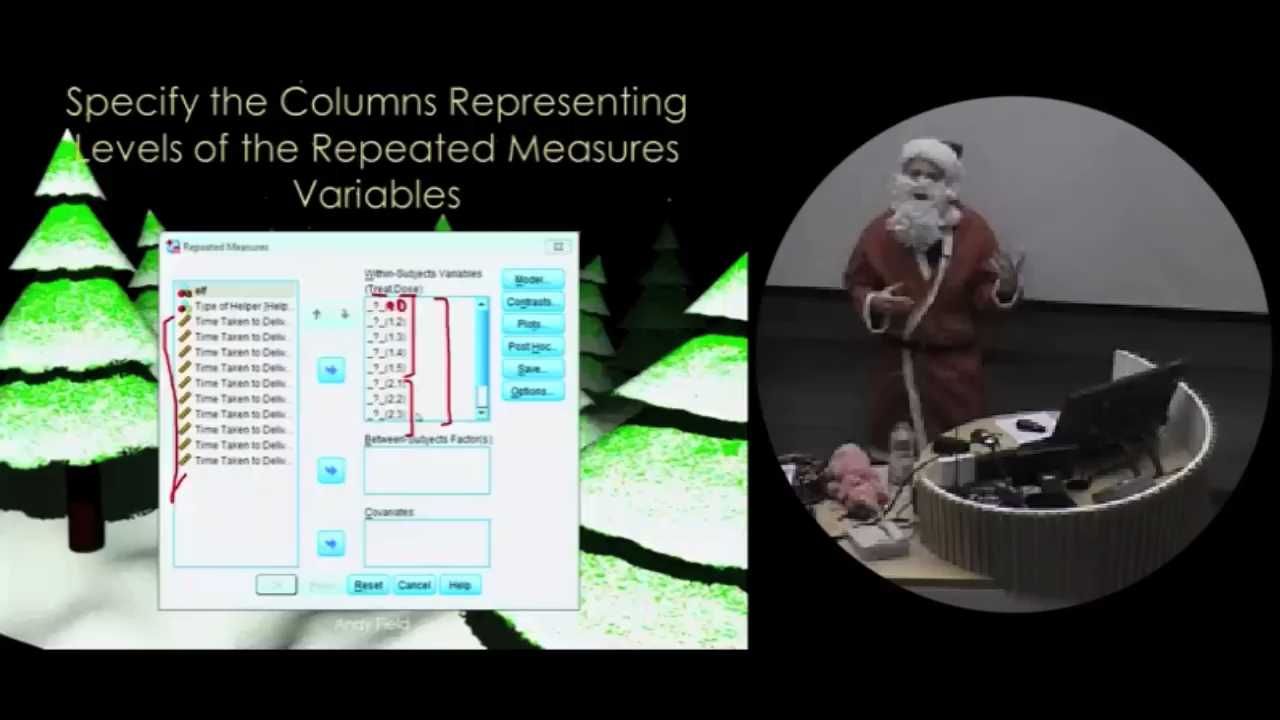 Specify the Columns Representing
Levels of the Repeated Measures
Variables
Repeated Measures
elf
Type of Helper [Help...
Time Taken to Deliv...
Time Taken to Deliv...
Time Taken to Deliv...
Time Taken to Deliv...
Time Taken to Deliv...
Time Taken to Deliv...
Time Taken to Deliv...
Time Taken to Deliv...
Time Taken to Deliv...
Time Taken to Deliv...
Within-Subjects Variables
(Treat,Dose):
_?_(1,2)
_?_(1,3)
_?_(1,4)
_?_(1,5)
_?_(2,1)
_?_(2,2)
_?_(2,3)
Between-Subjects Factor(s):
Covariates:
Model...
Contrasts...
Plots...
Post Hoc...
Save...
Options...
Reset
Cancel
Help
Andy Field